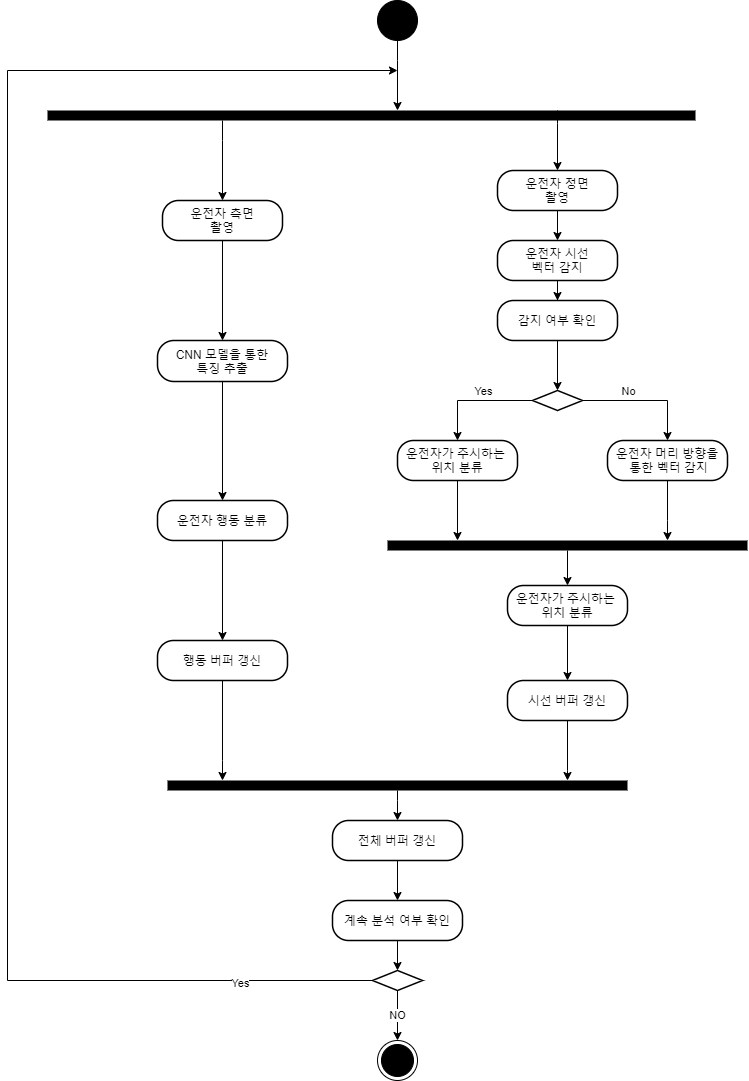 운전자 정면
촬영
운전자 측면
촬영
운전자 시선
벡터 감지
감지 여부 확인
CNN 모델을 통한
특징 추출
Yes
No
운전자가 주시하는
위치 분류
운전자 머리 방향을
통한 벡터 감지
운전자 행동 분류
운전자가 주시하는
위치 분류
행동 버퍼 갱신
시선 버퍼 갱신
전체 버퍼 갱신
계속 분석 여부 확인
Yes
NO